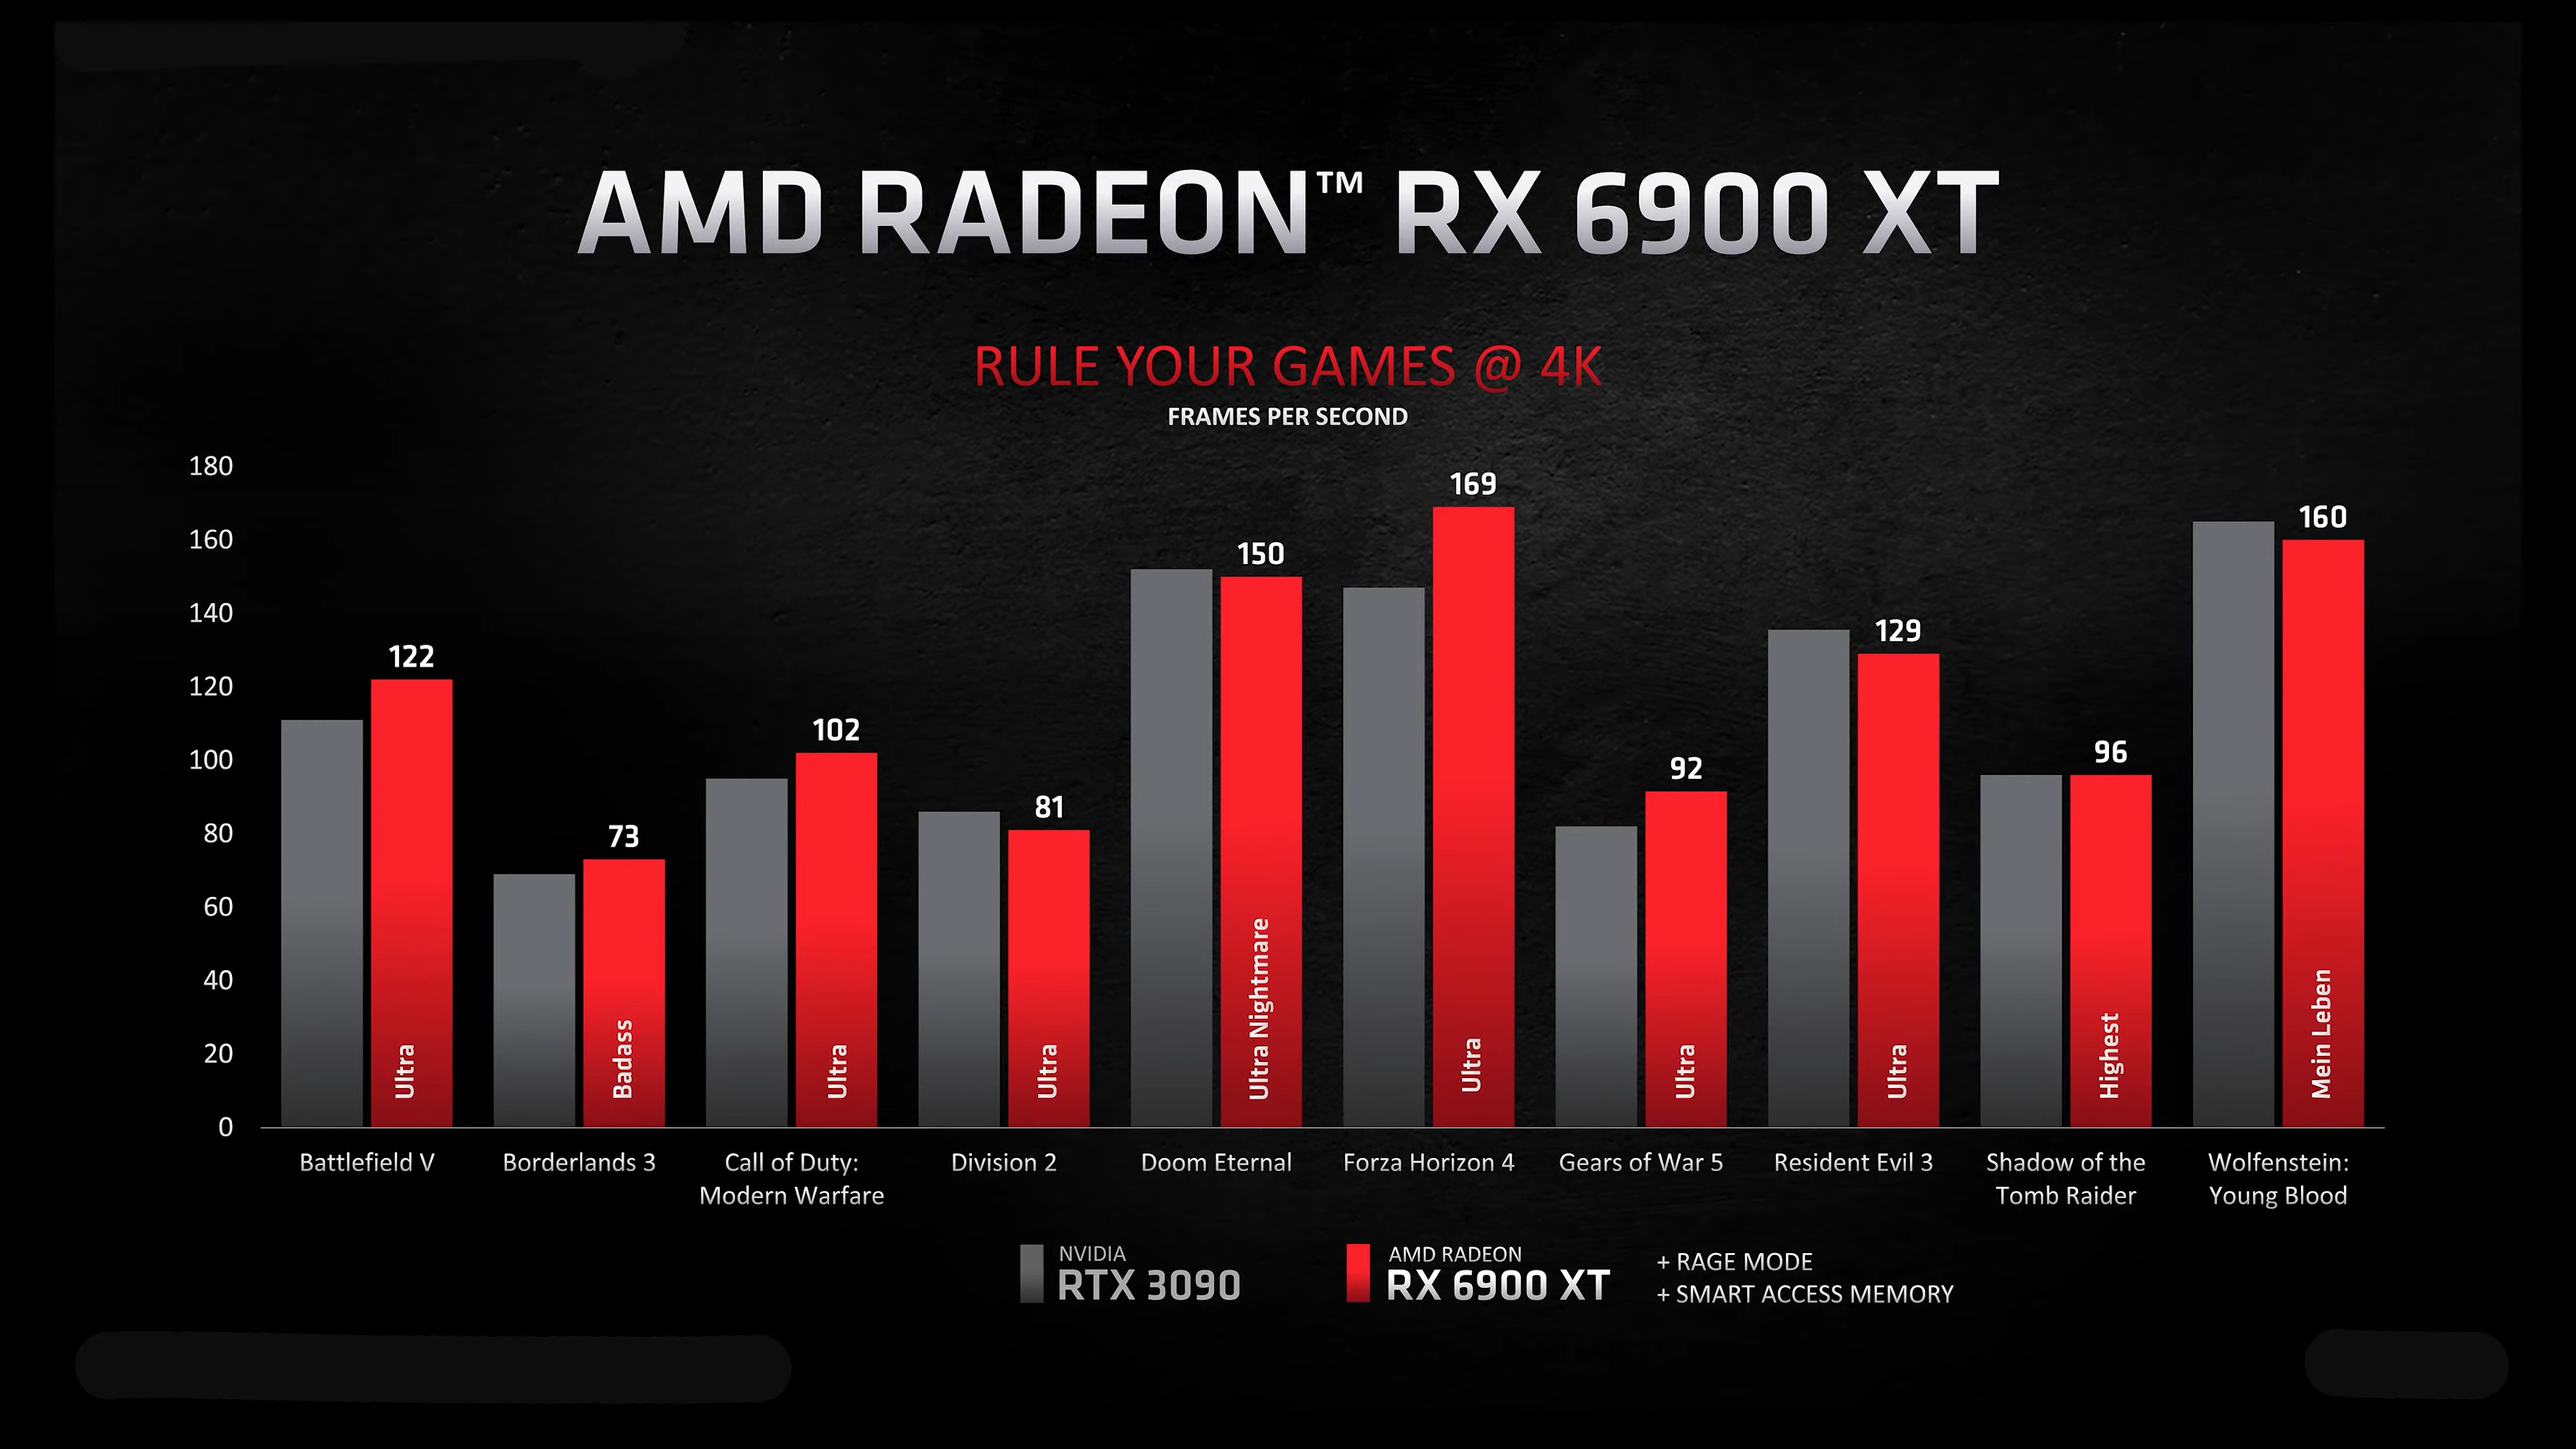 AMD RADEON™ RX 6900 XT
RULE YOUR GAMES @ 4K
FRAMES PER SECOND
180
160
140
120
100
80
60
40
20
0
122
73
102
81
150
169
92
129
96
160
Ultra
Badass
Ultra
Ultra
Ultra Nightmare
Ultra
Ultra
Ultra
Highest
Mein Leben
Battlefield V
Borderlands 3
Call of Duty:
Modern Warfare
Division 2
Doom Eternal
Forza Horizon 4
Gears of War 5
Resident Evil 3
Shadow of the
Tomb Raider
Wolfenstein:
Young Blood
NVIDIA
RTX 3090
AMD RADEON
RX 6900 XT
+ RAGE MODE
+ SMART ACCESS MEMORY